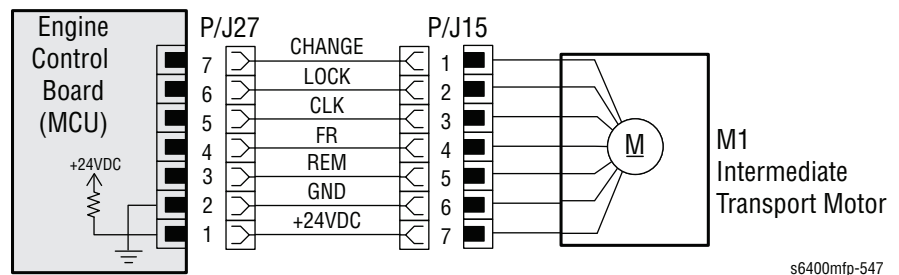 Engine
Control
Board
(MCU)
+24VDC
P/J27
P/J15
7 CHANGE 1
6 LOCK 2
5 CLK 3
4 FR 4
3 REM 5
2 GND 6
1 +24VDC 7
M
M1
Intermediate
Transport Motor
s6400mfp-547